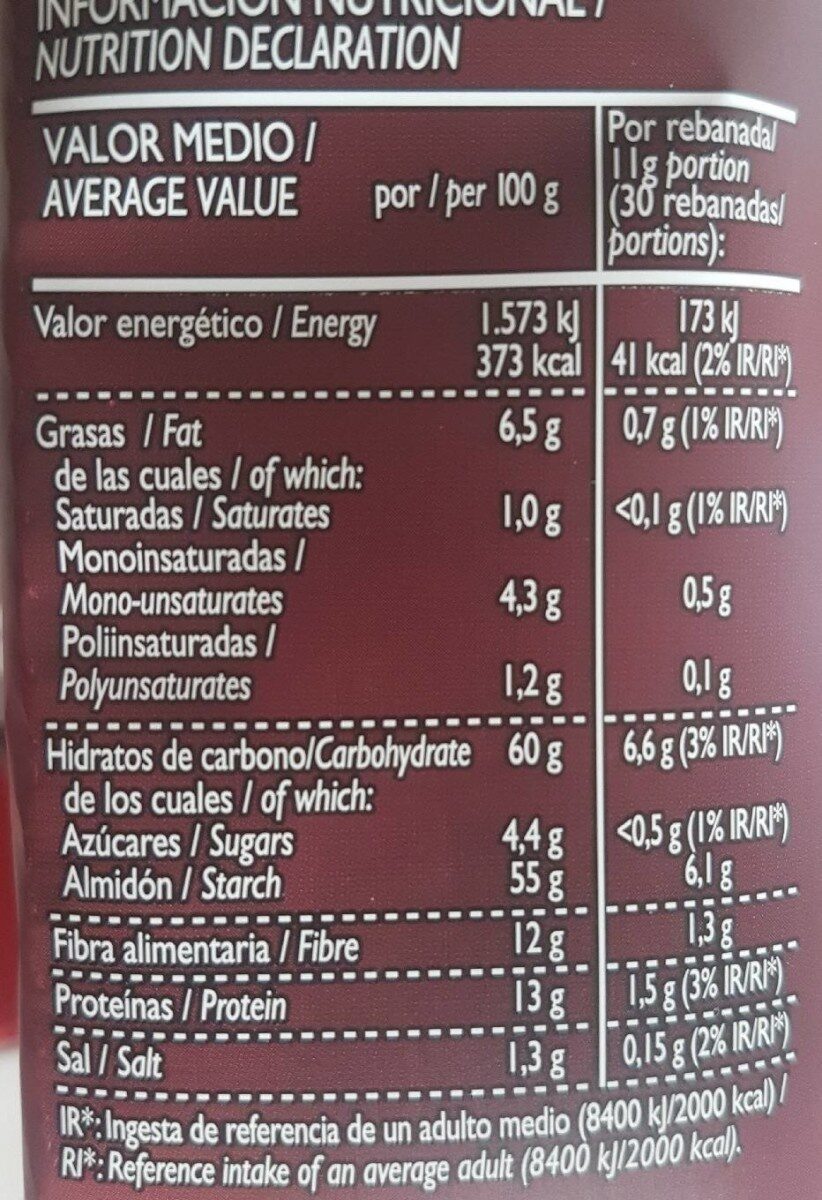 INFORMACIÓN NUTRICIONAL /
NUTRITION DECLARATION
VALOR MEDIO /
AVERAGE VALUE por / per 100 g
Por rebanada/
11g portion
(30 rebanadas/
portions):
Valor energético / Energy 1.573 kJ 173 kJ
373 kcal 41 kcal (2% IR/RI*)
Grasas / Fat 6,5 g 0,7 g (1% IR/RI*)
de las cuales / of which:
Saturadas / Saturates 1,0 g <0,1 g (1% IR/RI*)
Monoinsaturadas /
Mono-unsaturates 4,3 g 0,5 g
Poliinsaturadas /
Polyunsaturates 1,2 g 0,1 g
Hidratos de carbono/Carbohydrate 60 g 6,6 g (3% IR/RI*)
de los cuales / of which:
Azúcares / Sugars 4,4 g <0,5 g (1% IR/RI*)
Almidón / Starch 55 g 6,1 g
Fibra alimentaria / Fibre 12 g 1,3 g
Proteínas / Protein 13 g 1,5 g (3% IR/RI*)
Sal / Salt 1,3 g 0,15 g (2% IR/RI*)
IR*: Ingesta de referencia de un adulto medio (8400 kJ/2000 kcal) /
RI*: Reference intake of an average adult (8400 kJ/2000 kcal).